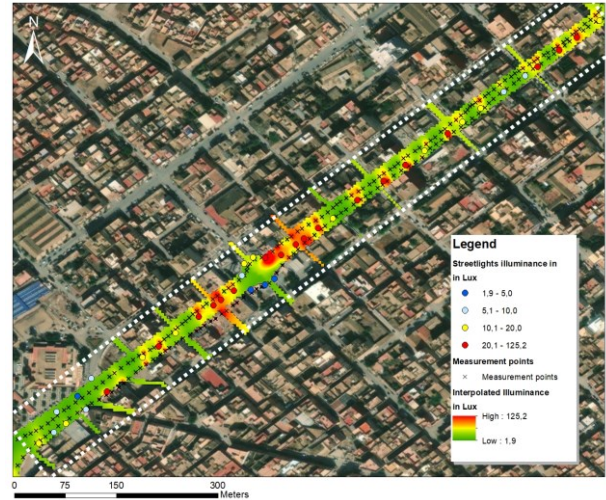 N
Legend
Streetlights illuminance in
in Lux
1,9 - 5,0
5,1 - 10,0
10,1 - 20,0
20,1 - 125,2
Measurement points
Measurement points
Interpolated Illuminance
in Lux
High : 125,2
Low : 1,9
0 75 150 300
Meters